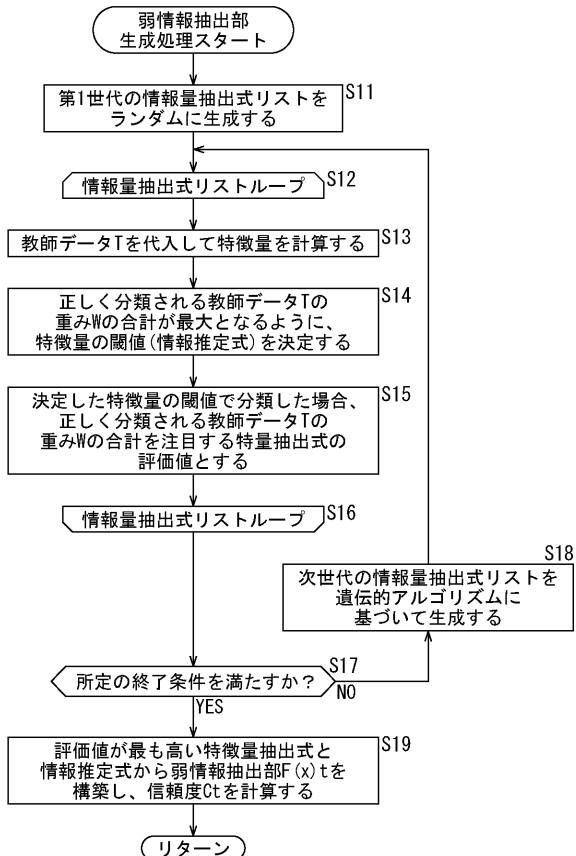 弱情報抽出部
生成処理スタート
S11
第1世代の情報量抽出式リストを
ランダムに生成する
S12
情報量抽出式リストループ
S13
教師データTを代入して特徴量を計算する
S14
正しく分類される教師データTの
重みWの合計が最大となるように、
特徴量の閾値(情報推定式)を決定する
S15
決定した特徴量の閾値で分類した場合、
正しく分類される教師データTの
重みWの合計を注目する特量抽出式の
評価値とする
S16
情報量抽出式リストループ
S18
次世代の情報量抽出式リストを
遺伝的アルゴリズムに
基づいて生成する
S17
所定の終了条件を満たすか？
NO
YES
S19
評価値が最も高い特徴量抽出式と
情報推定式から弱情報抽出部F(x)tを
構築し、信頼度Ctを計算する
リターン